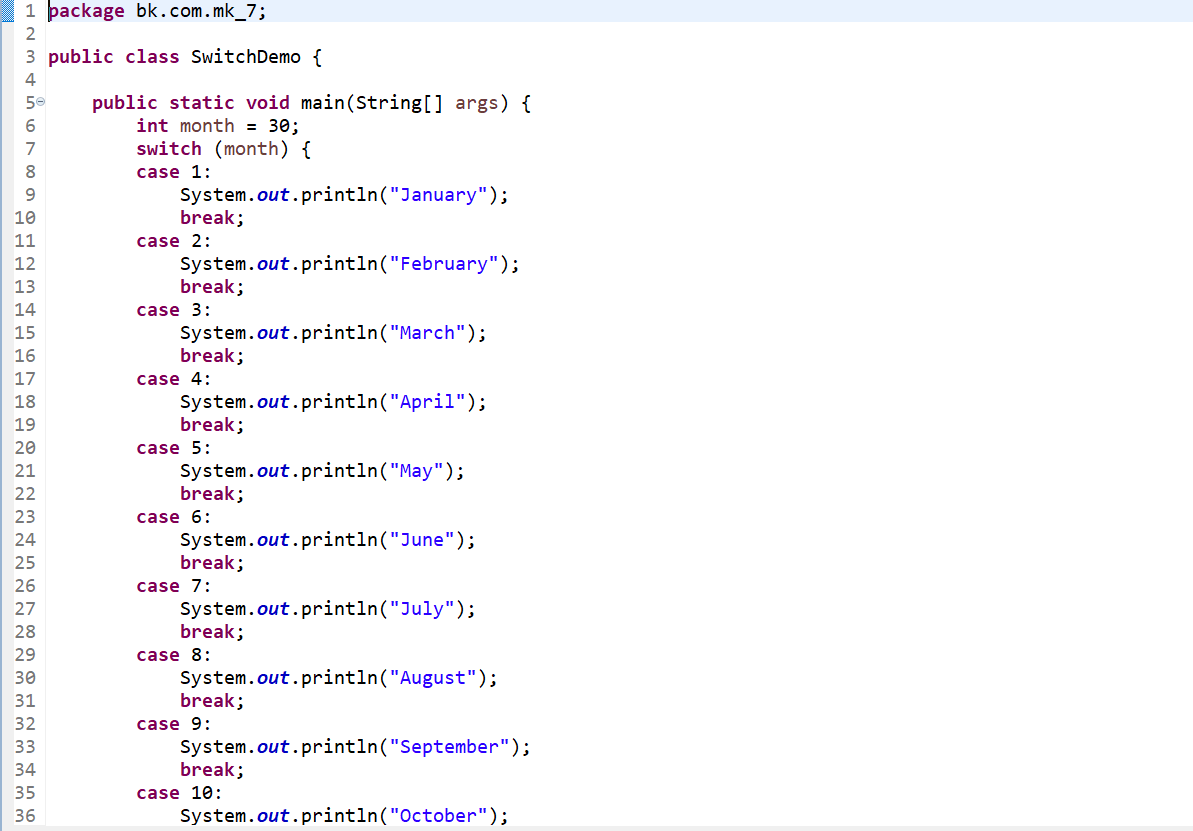 1 package bk.com.mk_7;
2
3 public class SwitchDemo {
4
5 public static void main(String[] args) {
6 int month = 30;
7 switch (month) {
8 case 1:
9 System.out.println("January");
10 break;
11 case 2:
12 System.out.println("February");
13 break;
14 case 3:
15 System.out.println("March");
16 break;
17 case 4:
18 System.out.println("April");
19 break;
20 case 5:
21 System.out.println("May");
22 break;
23 case 6:
24 System.out.println("June");
25 break;
26 case 7:
27 System.out.println("July");
28 break;
29 case 8:
30 System.out.println("August");
31 break;
32 case 9:
33 System.out.println("September");
34 break;
35 case 10:
36 System.out.println("October");